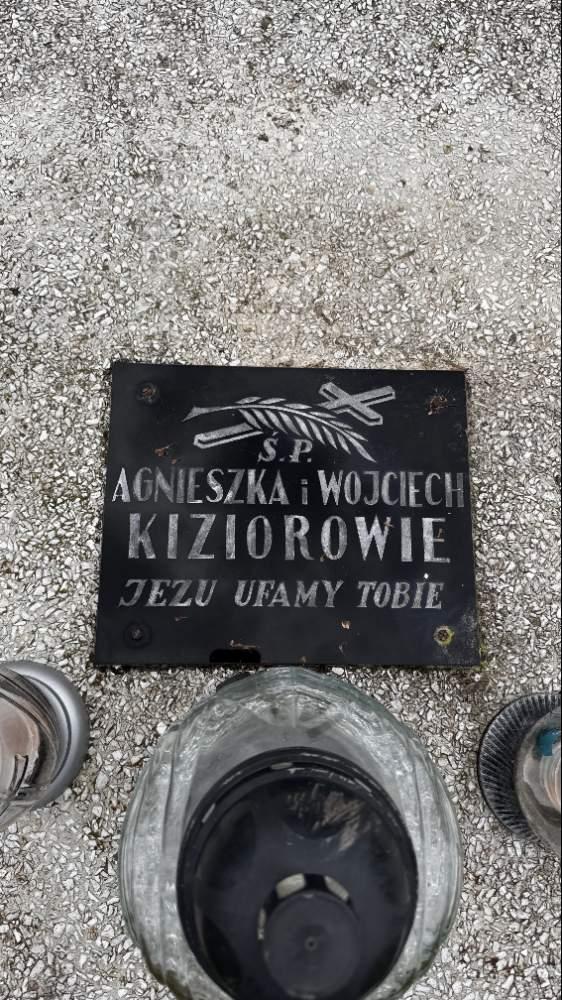 Ś.P.
AGNIESZKA i WOJCIECH
KIZIOROWIE
JEZU UFAMY TOBIE